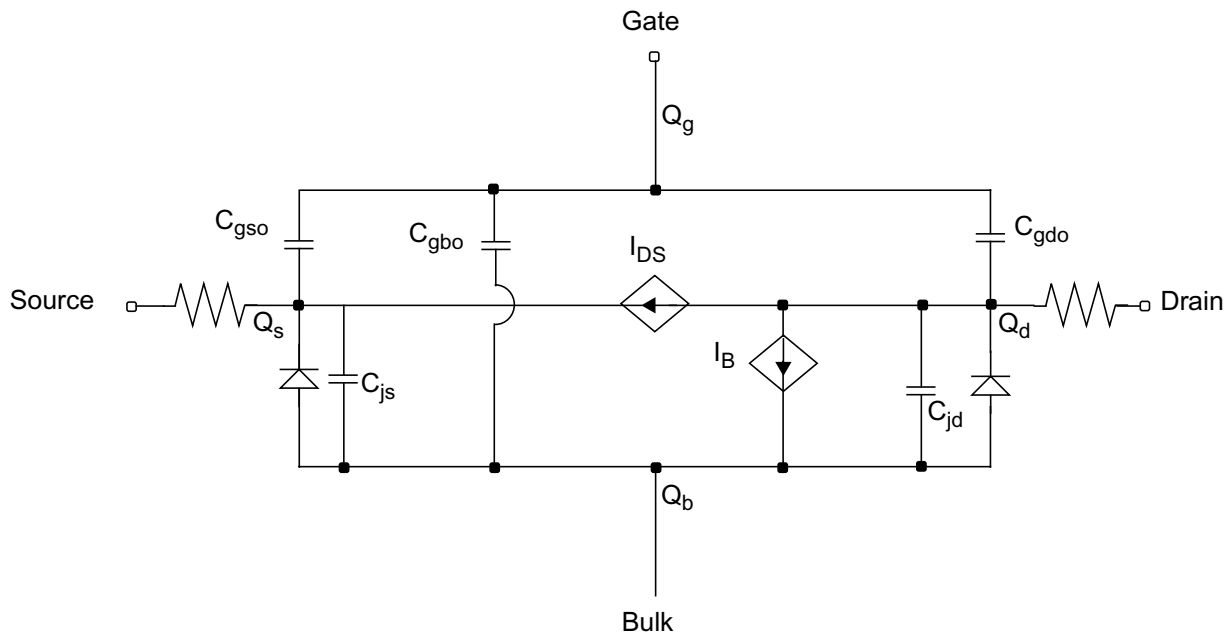 Gate
Q_g
C_gso
C_gbo
I_DS
C_gdo
Source
Q_s
Q_d
Drain
I_B
C_js
C_jd
Q_b
Bulk